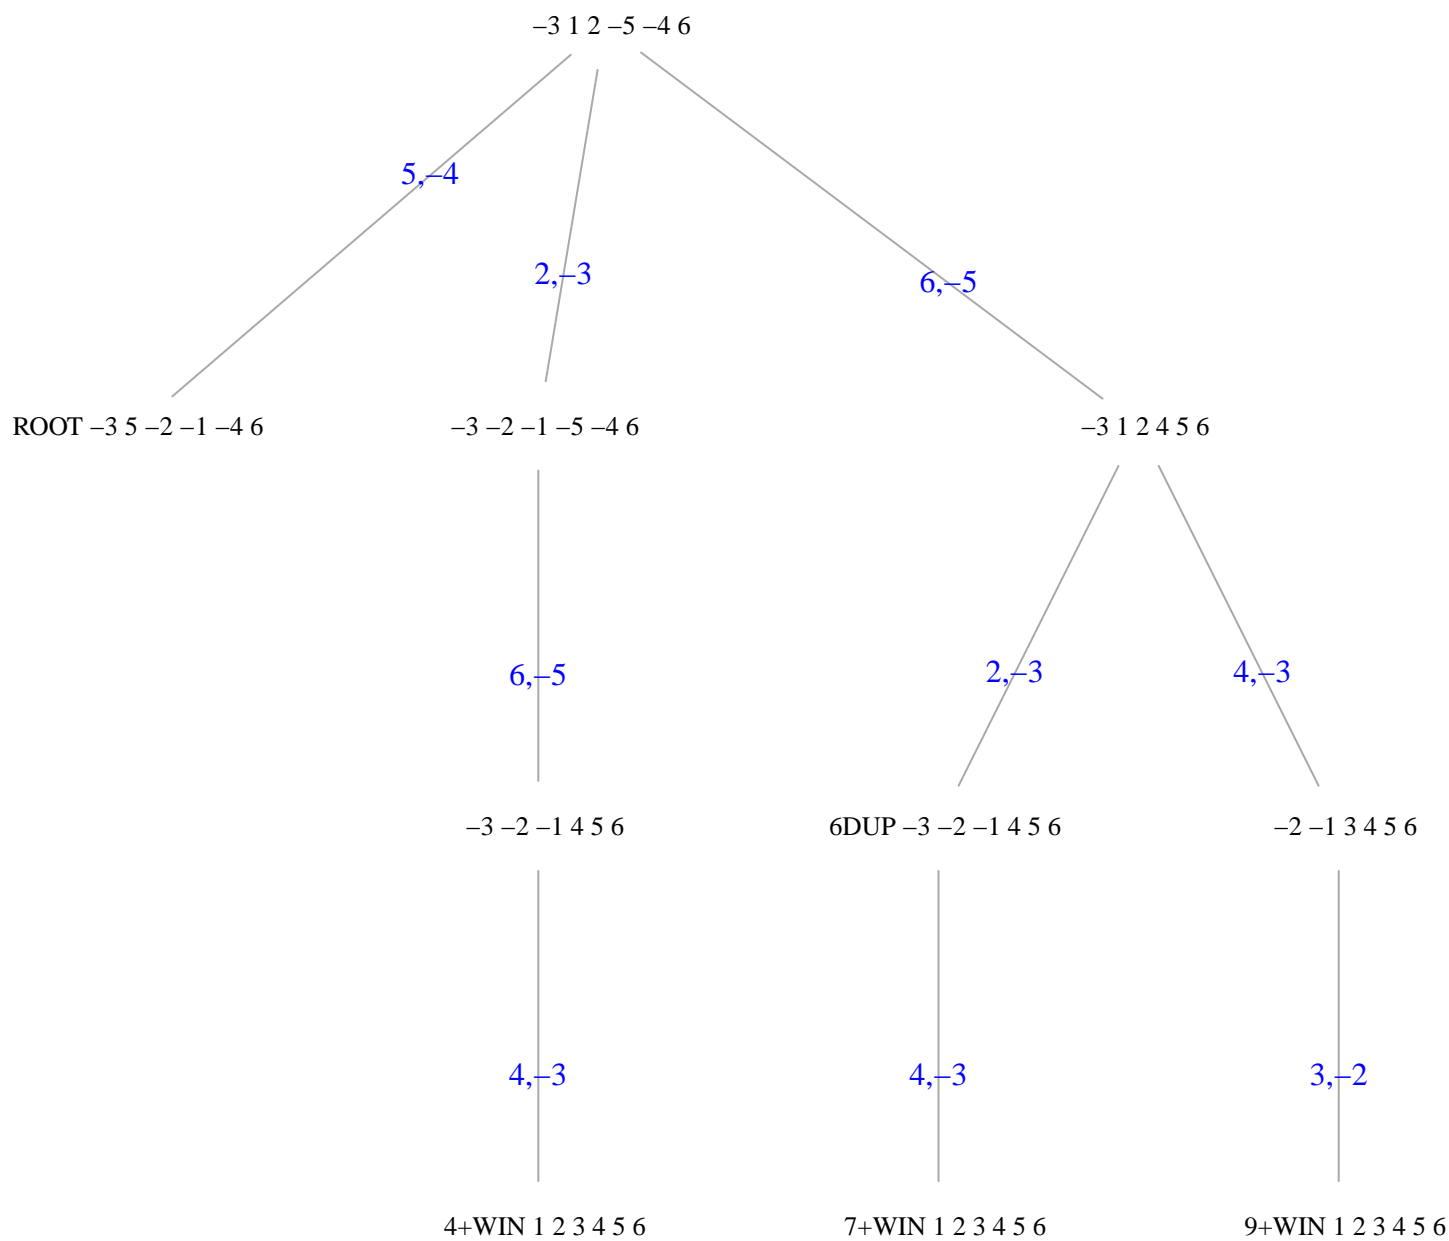 –3 1 2 –5 –4 6
5,–4
2,–3
6,–5
ROOT –3 5 –2 –1 –4 6
–3 –2 –1 –5 –4 6
–3 1 2 4 5 6
6,–5
2,–3
4,–3
–3 –2 –1 4 5 6
6DUP –3 –2 –1 4 5 6
–2 –1 3 4 5 6
4,–3
4,–3
3,–2
4+WIN 1 2 3 4 5 6
7+WIN 1 2 3 4 5 6
9+WIN 1 2 3 4 5 6